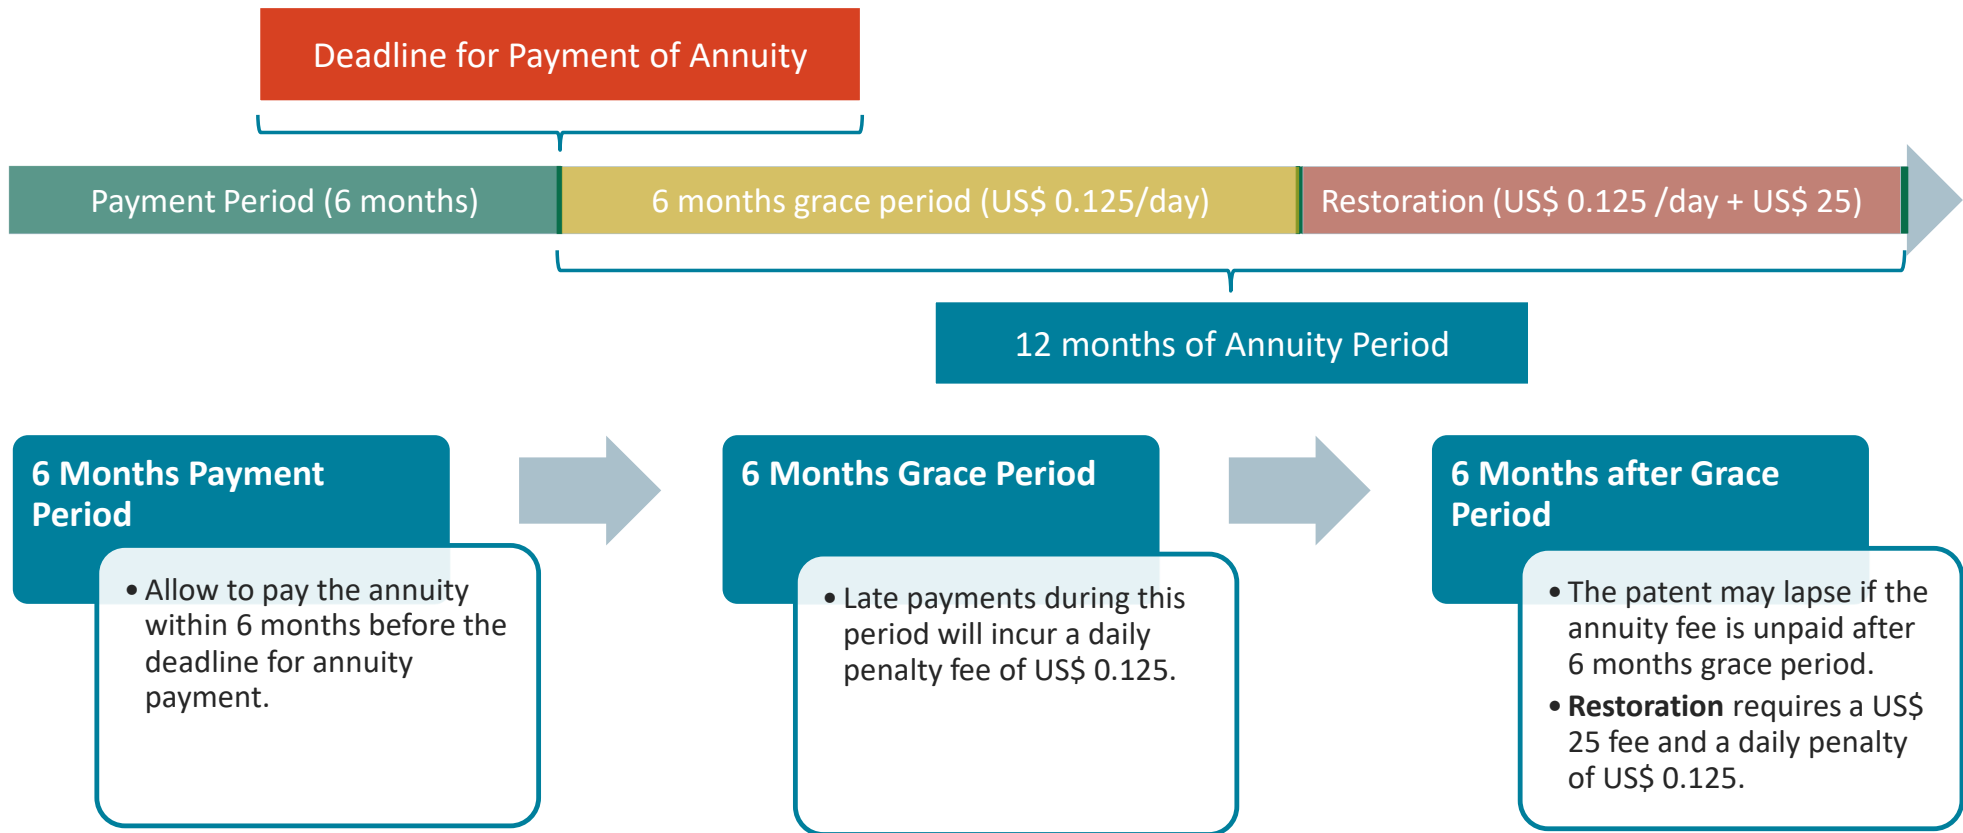 Deadline for Payment of Annuity
Payment Period (6 months)
6 months grace period (US$ 0.125/day)
Restoration (US$ 0.125 /day + US$ 25)
12 months of Annuity Period
6 Months Payment
Period
• Allow to pay the annuity
within 6 months before the
deadline for annuity
payment.
6 Months Grace Period
• Late payments during this
period will incur a daily
penalty fee of US$ 0.125.
6 Months after Grace
Period
• The patent may lapse if the
annuity fee is unpaid after
6 months grace period.
• Restoration requires a US$
25 fee and a daily penalty
of US$ 0.125.